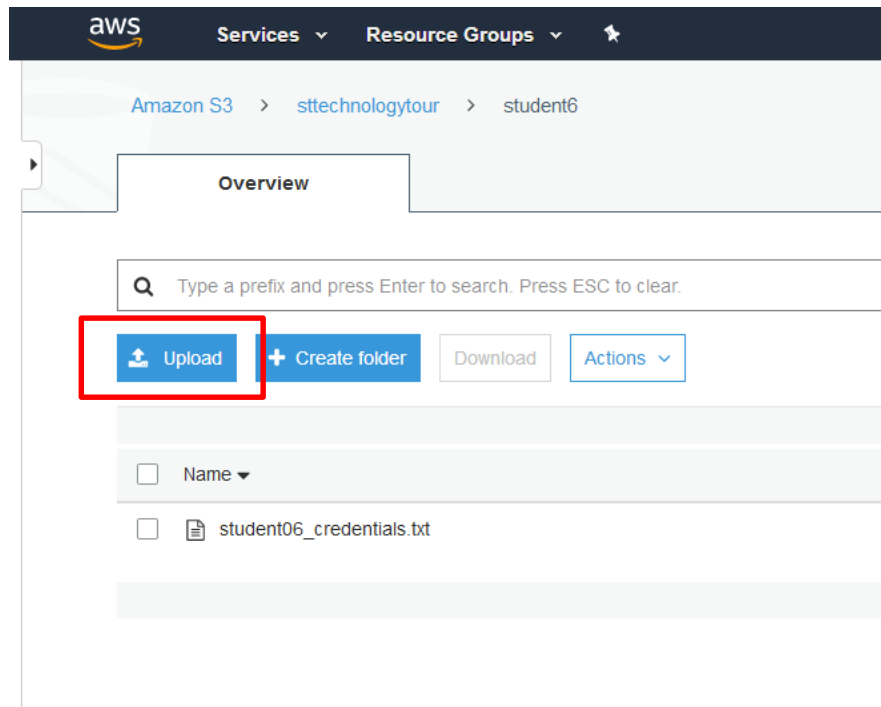 aws Services Resource Groups
Amazon S3 > sttechnologytour > student6
Overview
Type a prefix and press Enter to search. Press ESC to clear.
Upload + Create folder Download Actions
Name
student06_credentials.txt